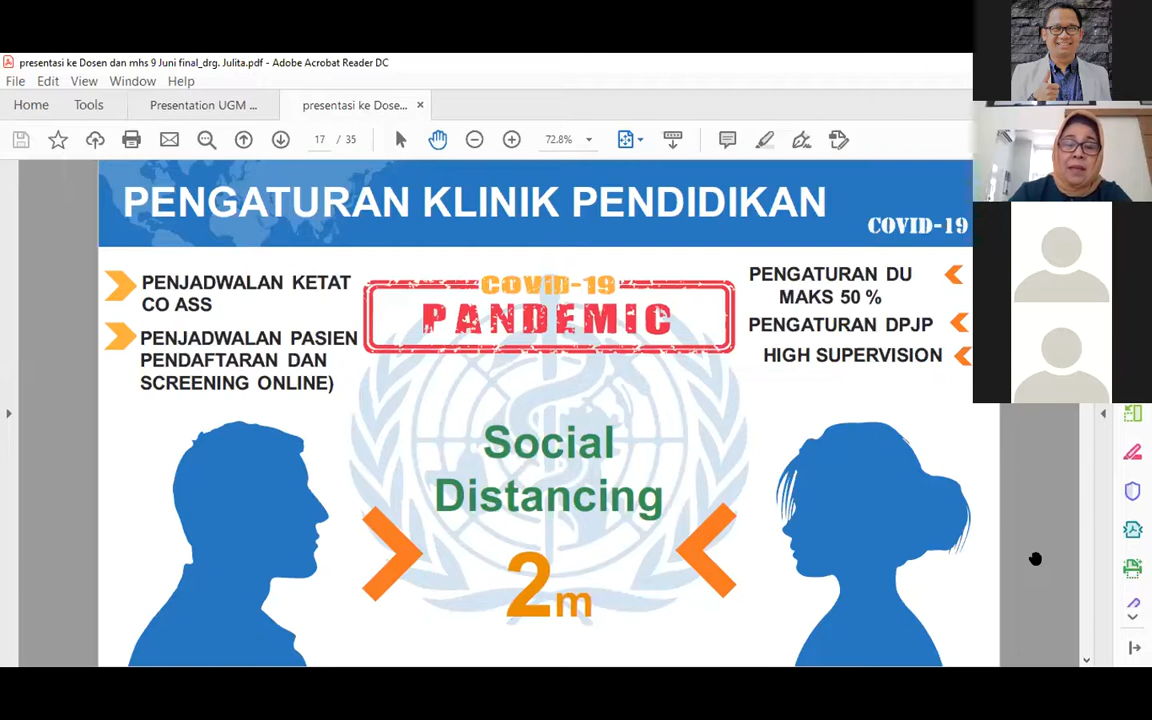 presentasi ke Dosen dan mhs 9 Juni final_drg. Julita.pdf - Adobe Acrobat Reader DC
File Edit View Window Help
Home Tools Presentation UGM ... presentasi ke Dose... ×
17 / 35 72.8%
PENGATURAN KLINIK PENDIDIKAN
COVID-19
PENJADWALAN KETAT
CO ASS
PENJADWALAN PASIEN
PENDAFTARAN DAN
SCREENING ONLINE)
COVID-19
PANDEMIC
PENGATURAN DU
MAKS 50 %
PENGATURAN DPJP
HIGH SUPERVISION
Social
Distancing
2m